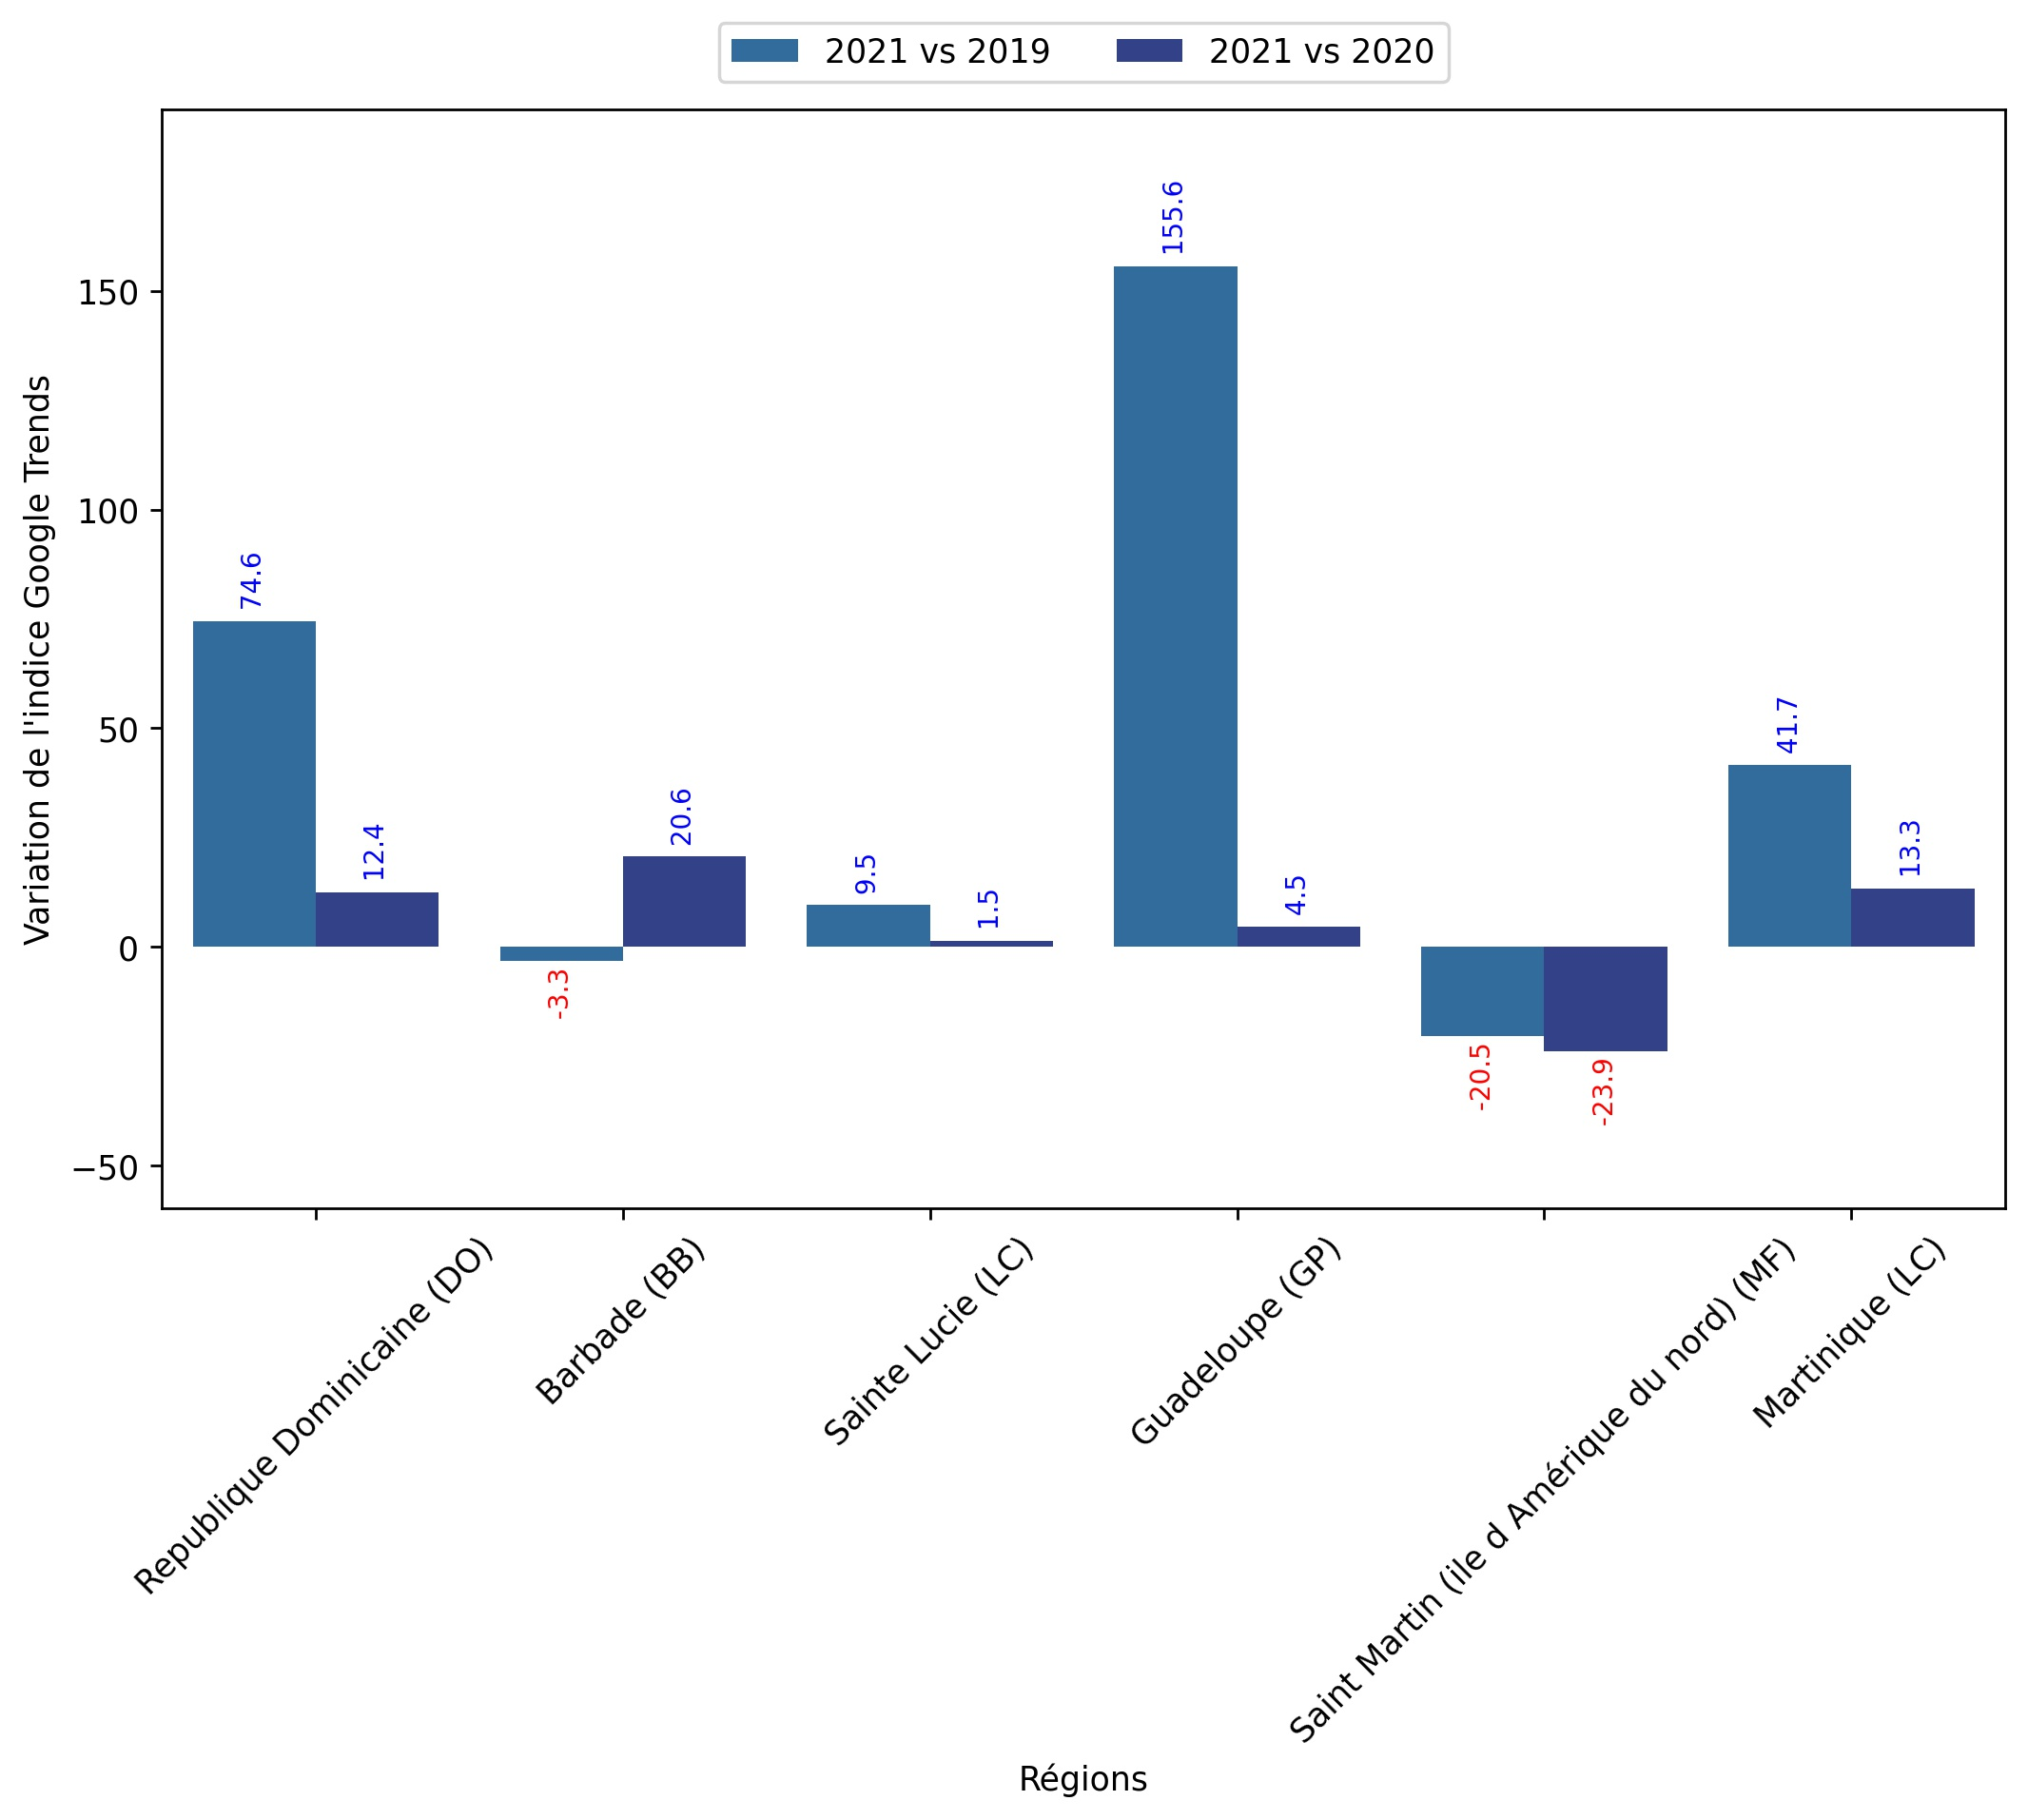 2021 vs 2019
2021 vs 2020
Variation de l'indice Google Trends
150
100
50
0
−50
74.6
12.4
-3.3
20.6
9.5
1.5
155.6
4.5
-20.5
-23.9
41.7
13.3
Republique Dominicaine (DO)
Barbade (BB)
Sainte Lucie (LC)
Guadeloupe (GP)
Saint Martin (ile d Amérique du nord) (MF)
Martinique (LC)
Régions